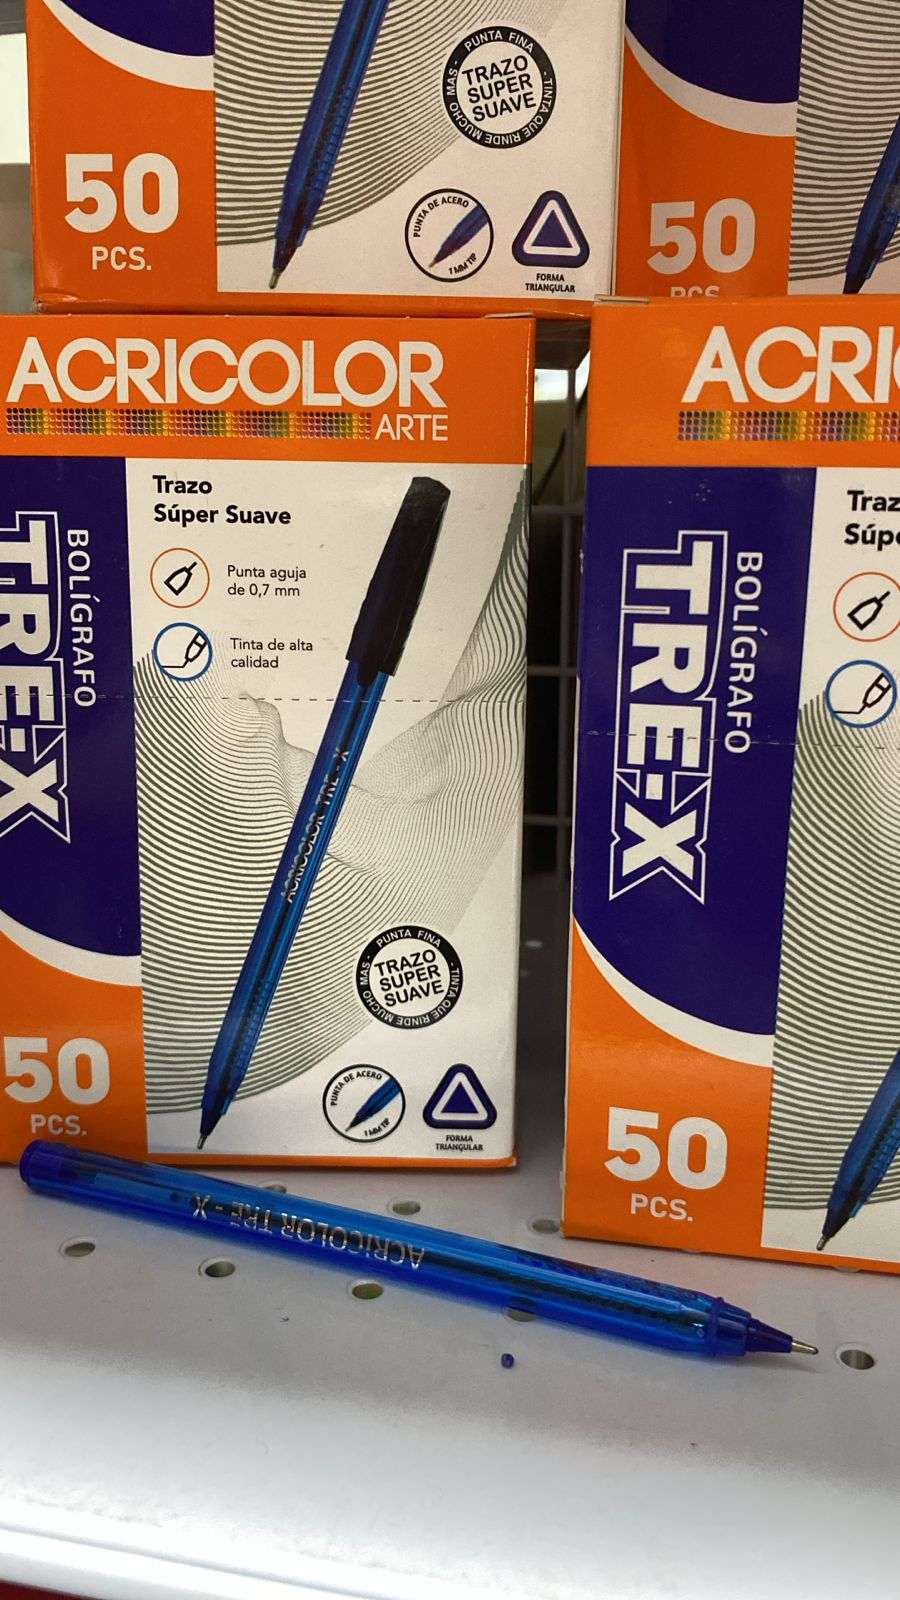 50
PCS.
PUNTA FINA - TINTA QUE RINDE MUCHO MAS -
TRAZO
SUPER
SUAVE
PUNTA DE ACERO
1 MM TIP
FORMA
TRIANGULAR
50
PCS
ACRICOLOR
ARTE
BOLÍGRAFO
TRE-X
Trazo
Súper Suave
Punta aguja
de 0,7 mm
Tinta de alta
calidad
ACRICOLOR TRE-X
PUNTA FINA - TINTA QUE RINDE MUCHO MAS -
TRAZO
SUPER
SUAVE
PUNTA DE ACERO
1 MM TIP
FORMA
TRIANGULAR
50
PCS.
ACRIC
BOLÍGRAFO
TRE-X
Traz
Súpe
50
PCS.
ACRICOLOR TRE-X